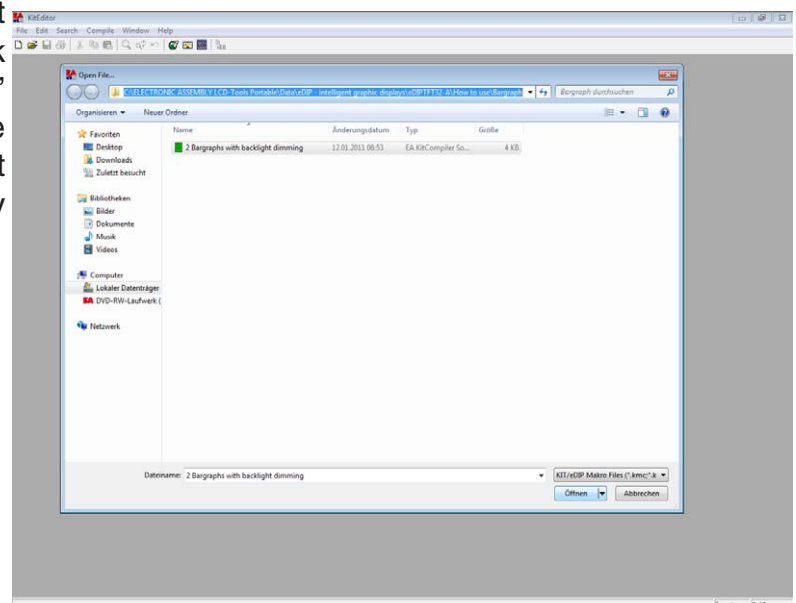 t
k
,
e
t
y
KitEditor
File Edit Search Compile Window Help
Open File...
C:\ELECTRONIC ASSEMBLY LCD-Tools Portable\Data\eDIP - intelligent graphic displays\eDIPTFT32-A\How to use\Bargraph
Bargraph durchsuchen
Organisieren Neuer Ordner
Name Änderungsdatum Typ Größe
2 Bargraphs with backlight dimming 12.01.2011 08:53 EA KitCompiler So... 4 KB
Favoriten
Desktop
Downloads
Zuletzt besucht
Bibliotheken
Bilder
Dokumente
Musik
Videos
Computer
Lokaler Datenträger
DVD-RW-Laufwerk (
Netzwerk
Dateiname: 2 Bargraphs with backlight dimming
KIT/eDIP Makro Files (*.kmc;*.k
Öffnen Abbrechen